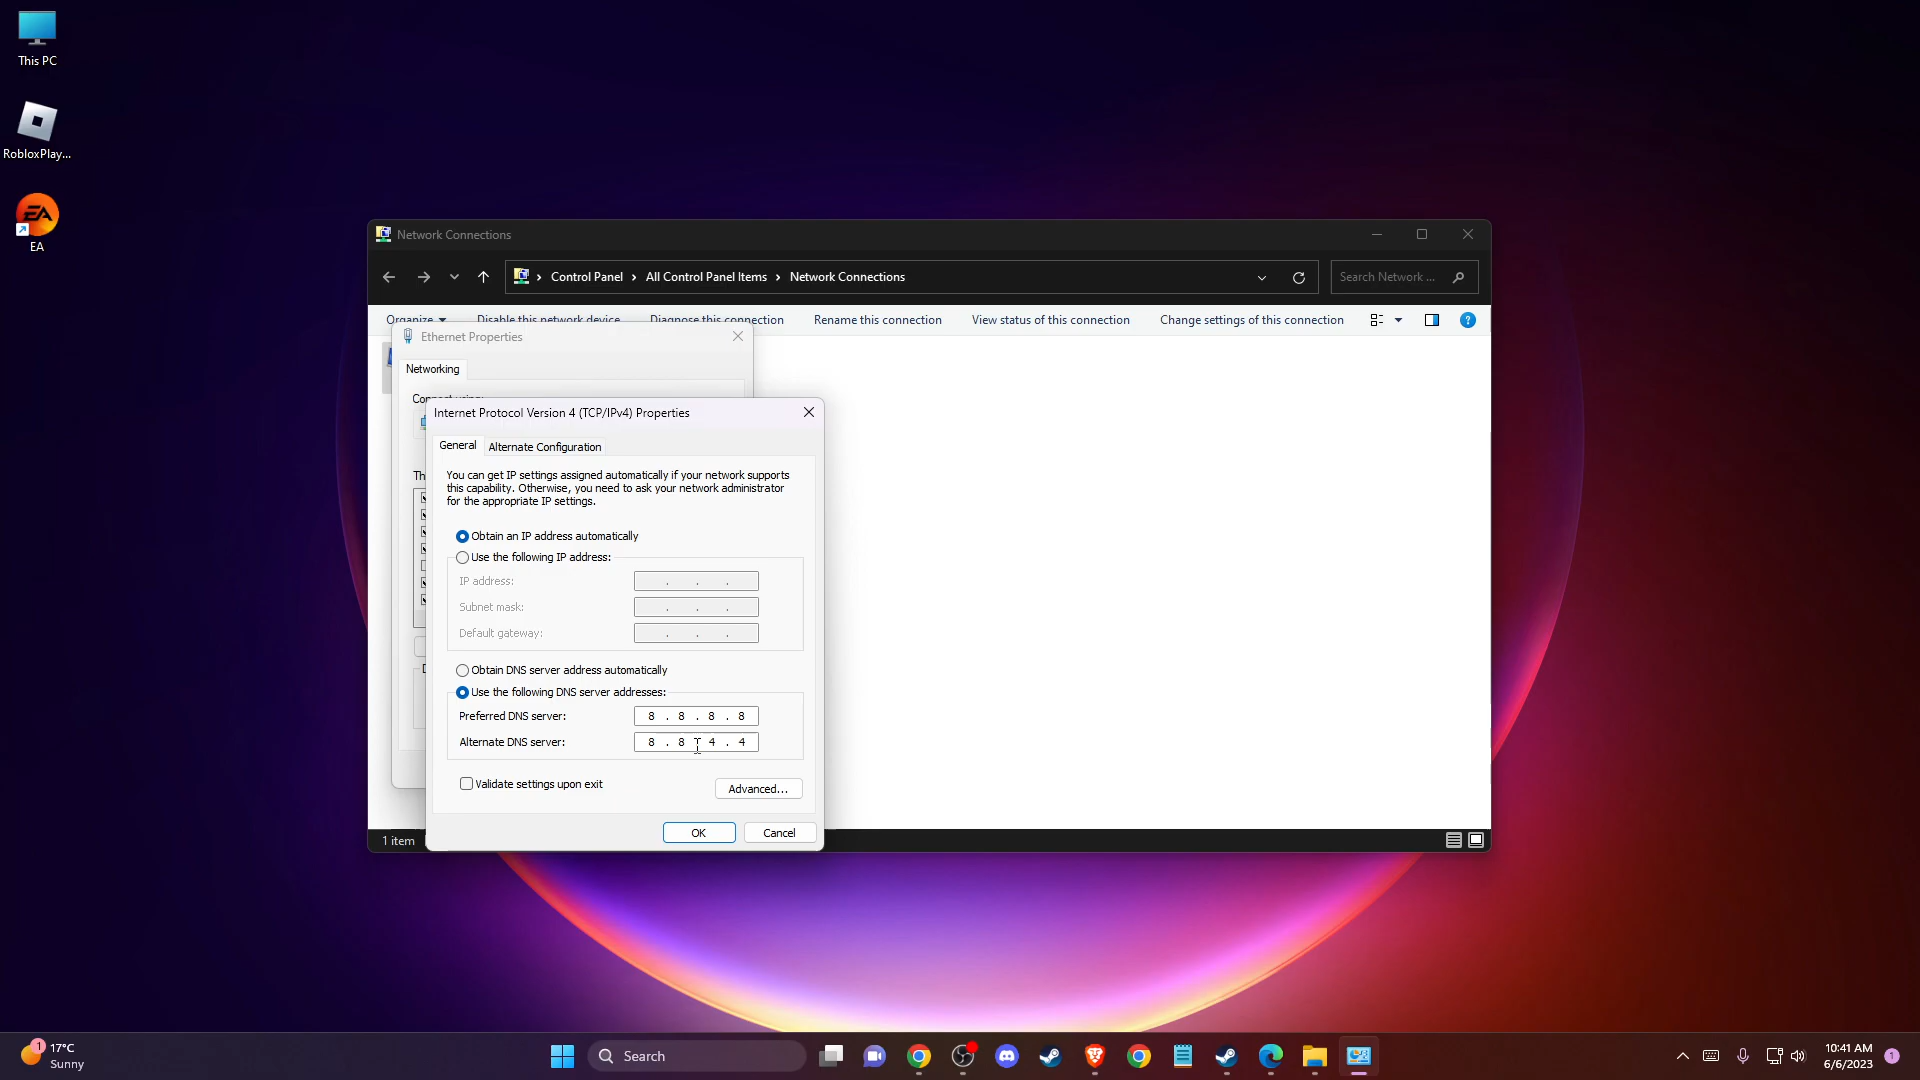 This PC
RobloxPlay...
EA
EA
Network Connections
Control Panel
All Control Panel Items
Network Connections
Search Network ...
Organize
Disable this network device
Diagnose this connection
Rename this connection
View status of this connection
Change settings of this connection
?
Ethernet Properties
Networking
Connect using:
Th
Internet Protocol Version 4 (TCP/IPv4) Properties
General
Alternate Configuration
You can get IP settings assigned automatically if your network supports
this capability. Otherwise, you need to ask your network administrator
for the appropriate IP settings.
Obtain an IP address automatically
Use the following IP address:
IP address:
. . .
Subnet mask:
. . .
Default gateway:
. . .
Obtain DNS server address automatically
Use the following DNS server addresses:
Preferred DNS server:
8 . 8 . 8 . 8
Alternate DNS server:
8 . 8 . 4 . 4
Validate settings upon exit
Advanced...
OK
Cancel
1 item
1
17°C
Sunny
Search
10:41 AM
6/6/2023
1